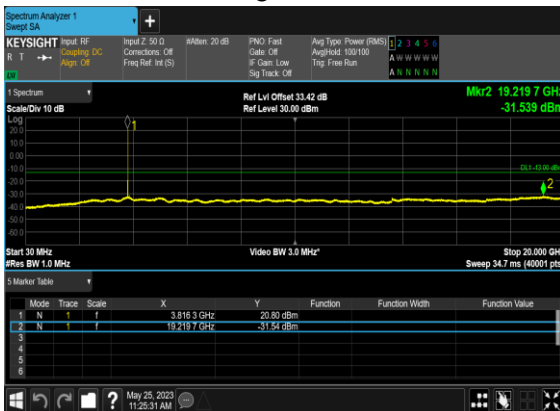 Spectrum Analyzer 1
Swept SA
+
KEYSIGHT
R T
LV
Input: RF
Coupling: DC
Align: Off
Input Z: 50 Ω
Corrections: Off
Freq Ref: Int (S)
#Atten: 20 dB
PNO: Fast
Gate: Off
IF Gain: Low
Sig Track: Off
Avg Type: Power (RMS)
Avg|Hold: 100/100
Trig: Free Run
1 2 3 4 5 6
A W W W W W
A N N N N N
1 Spectrum
Scale/Div 10 dB
Ref Lvl Offset 33.42 dB
Ref Level 30.00 dBm
Mkr2 19.219 7 GHz
-31.539 dBm
Log
20.0
10.0
0.00
-10.0
-20.0
-30.0
-40.0
-50.0
-60.0
1
DL1 -13.00 dBm
2
Start 30 MHz
#Res BW 1.0 MHz
Video BW 3.0 MHz*
Stop 20.000 GH
Sweep 34.7 ms (40001 pts
5 Marker Table
Mode Trace Scale X Y Function Function Width Function Value
1 N 1 f 3.816 3 GHz 20.80 dBm
2 N 1 f 19.219 7 GHz -31.54 dBm
3
4
5
6
?
May 25, 2023
11:25:31 AM